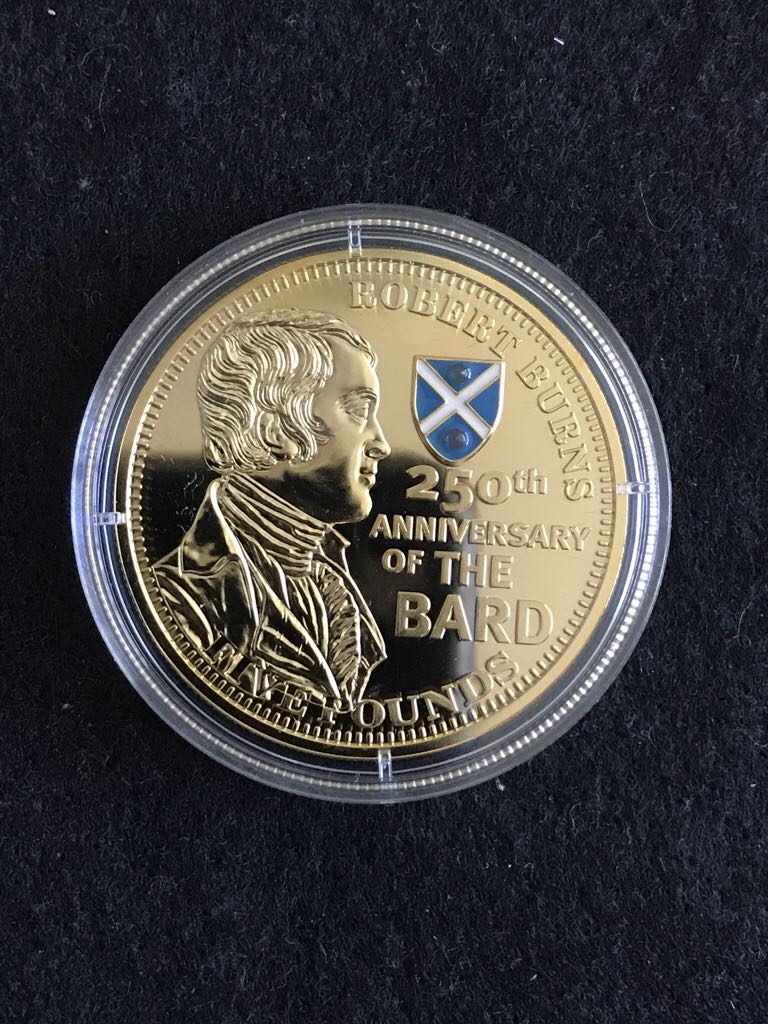 ROBERT BURNS
250th
ANNIVERSARY
OF THE
BARD
FIVE POUNDS